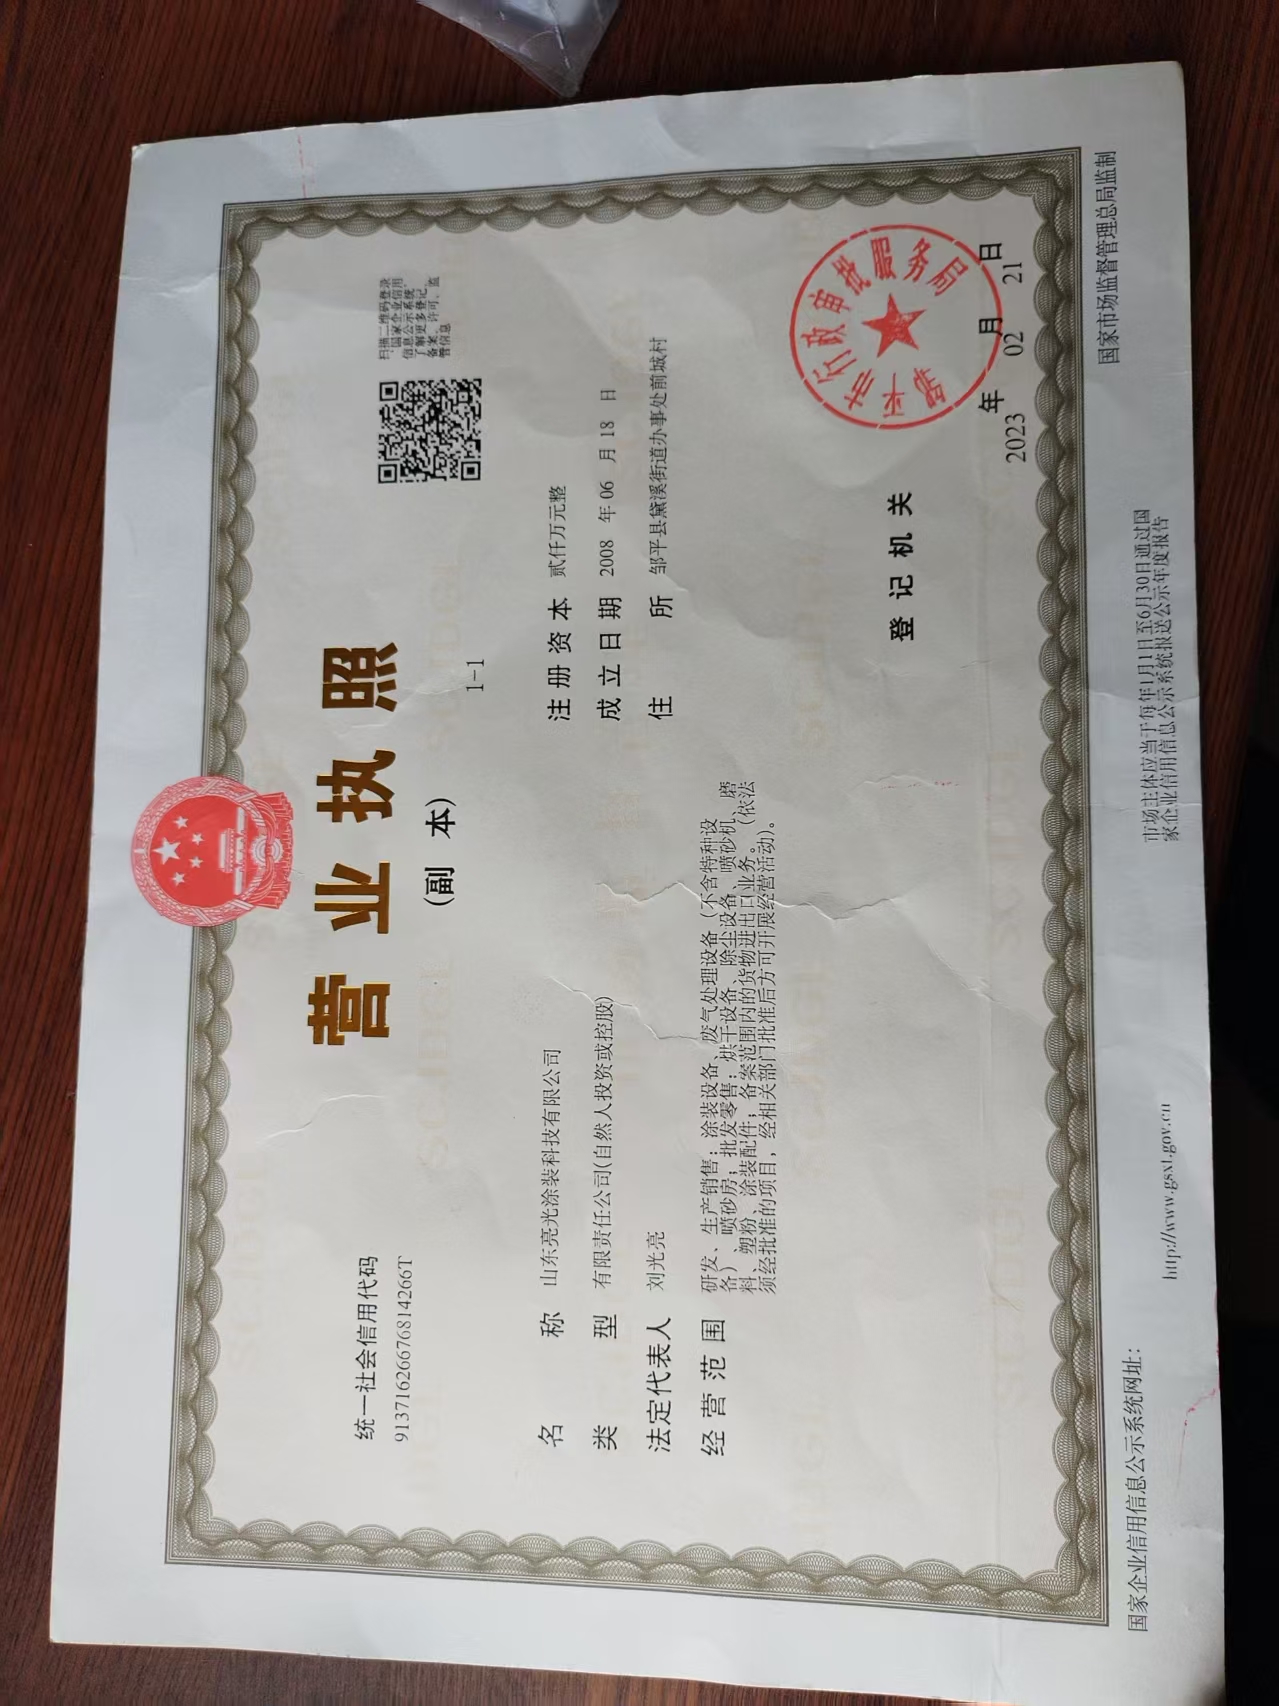 营业执照
(副 本)
1-1
统一社会信用代码
91371626676814266T
扫描二维码登录
“国家企业信用
信息公示系统”
了解更多登记、
备案、许可、监
管信息
名 称 山东亮光涂装科技有限公司
类 型 有限责任公司(自然人投资或控股)
法定代表人 刘光亮
经营范围 研发、生产销售：涂装设备、废气处理设备（不含特种设
备）、喷砂房；批发零售：烘干设备、除尘设备、喷砂机、磨
料、塑粉、涂装配件；备案范围内的货物进出口业务。（依法
须经批准的项目，经相关部门批准后方可开展经营活动）。
注册资本 贰仟万元整
成立日期 2008 年 06 月 18 日
住 所 邹平县黛溪街道办事处前城村
登记机关
邹平市行政审批服务局
2023 年 02 月 21 日
国家企业信用信息公示系统网址：
http://www.gsxt.gov.cn
市场主体应当于每年1月1日至6月30日通过国
家企业信用信息公示系统报送公示年度报告
国家市场监督管理总局监制